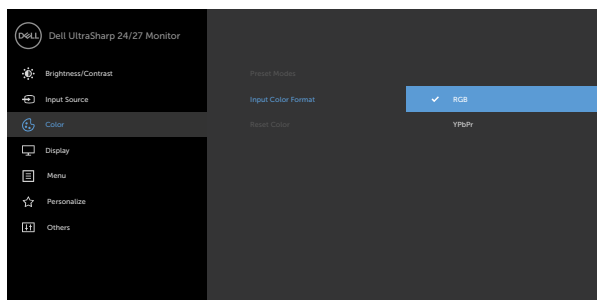 DELL Dell UltraSharp 24/27 Monitor
Brightness/Contrast
Preset Modes
Input Source
Input Color Format
RGB
Color
Reset Color
YPbPr
Display
Menu
Personalize
Others